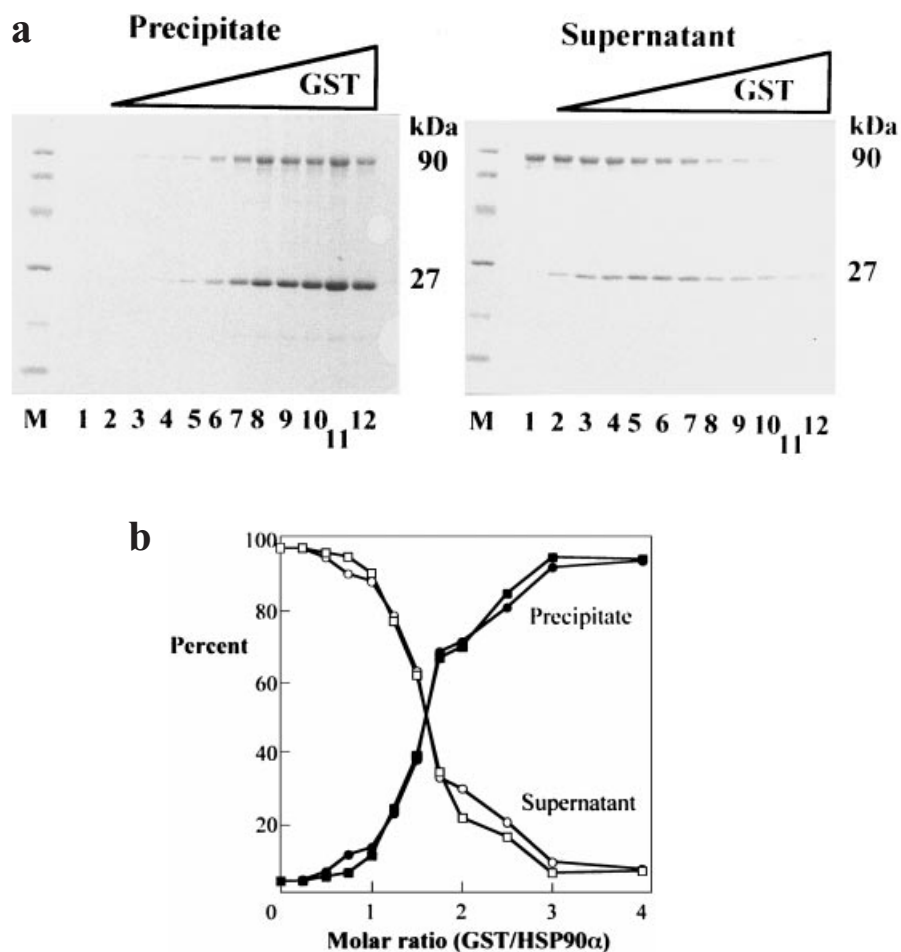 a
Precipitate
GST
kDa
90
27
M 1 2 3 4 5 6 7 8 9 10 11 12
Supernatant
GST
kDa
90
27
M 1 2 3 4 5 6 7 8 9 10 11 12
b
100
80
60
40
20
Percent
Precipitate
Supernatant
0 1 2 3 4
Molar ratio (GST/HSP90α)